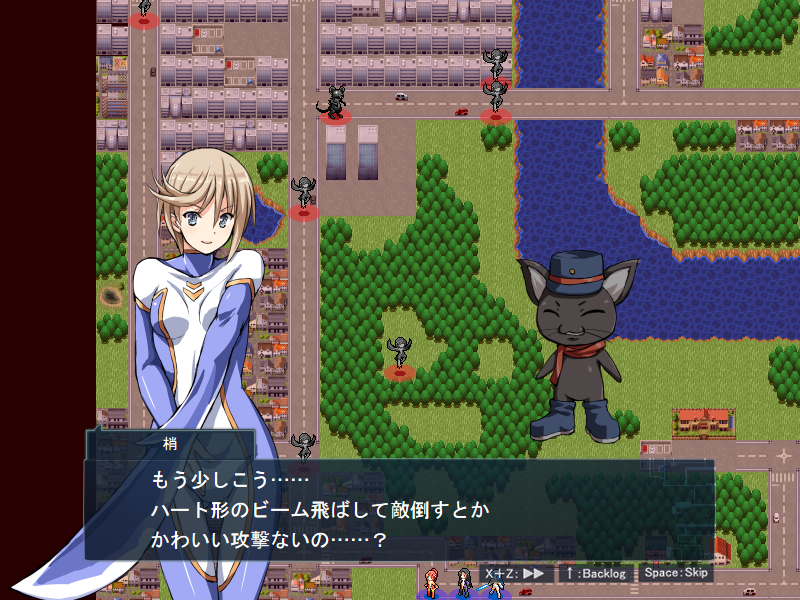 梢
もう少しこう……
ハート形のビーム飛ばして敵倒すとか
かわいい攻撃ないの……？
X+Z: ▶▶ ↑:Backlog Space:Skip